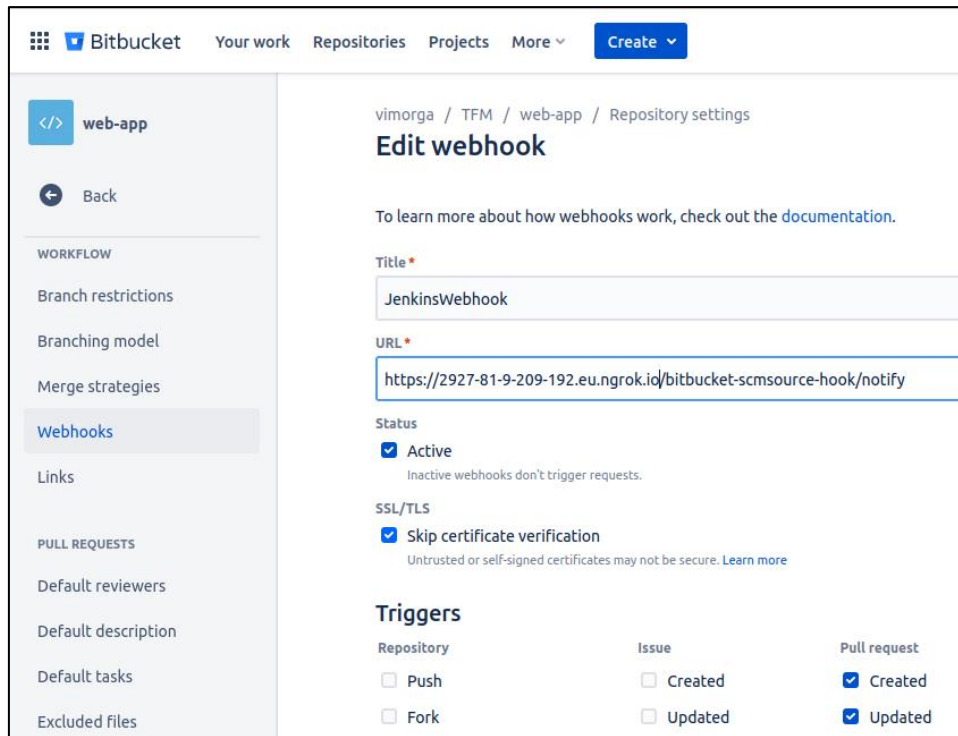 Bitbucket Your work Repositories Projects More Create
</> web-app
Back
WORKFLOW
Branch restrictions
Branching model
Merge strategies
Webhooks
Links
PULL REQUESTS
Default reviewers
Default description
Default tasks
Excluded files
vimorga / TFM / web-app / Repository settings
Edit webhook
To learn more about how webhooks work, check out the documentation.
Title*
JenkinsWebhook
URL*
https://2927-81-9-209-192.eu.ngrok.io/bitbucket-scmsource-hook/notify
Status
Active
Inactive webhooks don't trigger requests.
SSL/TLS
Skip certificate verification
Untrusted or self-signed certificates may not be secure. Learn more
Triggers
Repository Issue Pull request
Push Created Created
Fork Updated Updated